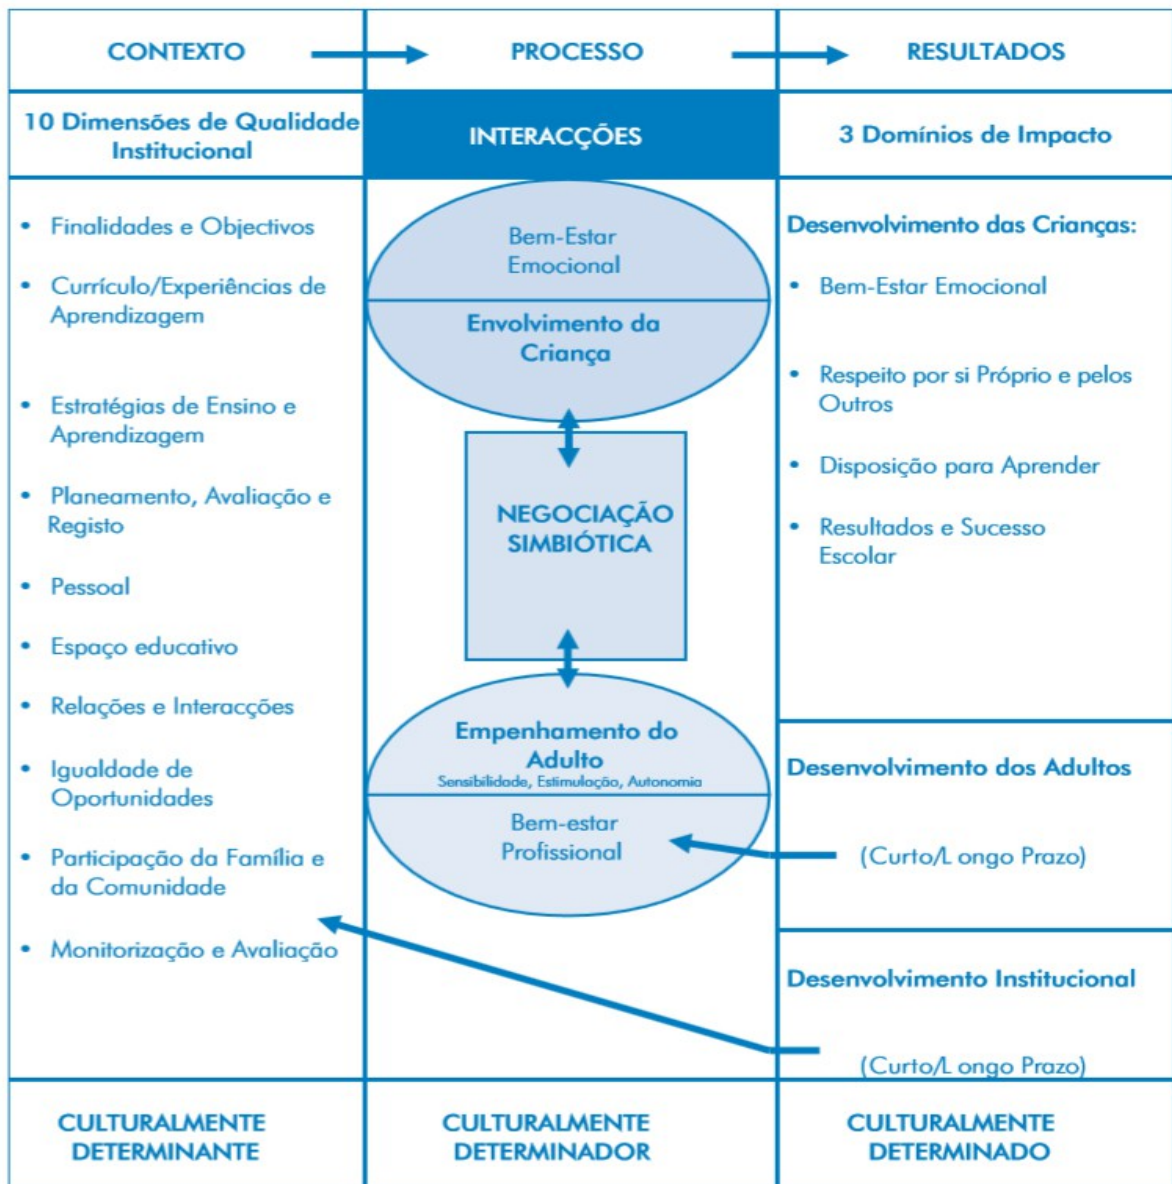 CONTEXTO
PROCESSO
RESULTADOS
10 Dimensões de Qualidade
Institucional
INTERACÇÕES
3 Domínios de Impacto
• Finalidades e Objectivos
• Currículo/Experiências de
Aprendizagem
• Estratégias de Ensino e
Aprendizagem
• Planeamento, Avaliação e
Registo
• Pessoal
• Espaço educativo
• Relações e Interacções
• Igualdade de
Oportunidades
• Participação da Família e
da Comunidade
• Monitorização e Avaliação
Bem-Estar
Emocional
Envolvimento da
Criança
NEGOCIAÇÃO
SIMBIÓTICA
Empenhamento do
Adulto
Sensibilidade, Estimulação, Autonomia
Bem-estar
Profissional
Desenvolvimento das Crianças:
• Bem-Estar Emocional
• Respeito por si Próprio e pelos
Outros
• Disposição para Aprender
• Resultados e Sucesso
Escolar
Desenvolvimento dos Adultos
(Curto/L ongo Prazo)
Desenvolvimento Institucional
(Curto/L ongo Prazo)
CULTURALMENTE
DETERMINANTE
CULTURALMENTE
DETERMINADOR
CULTURALMENTE
DETERMINADO